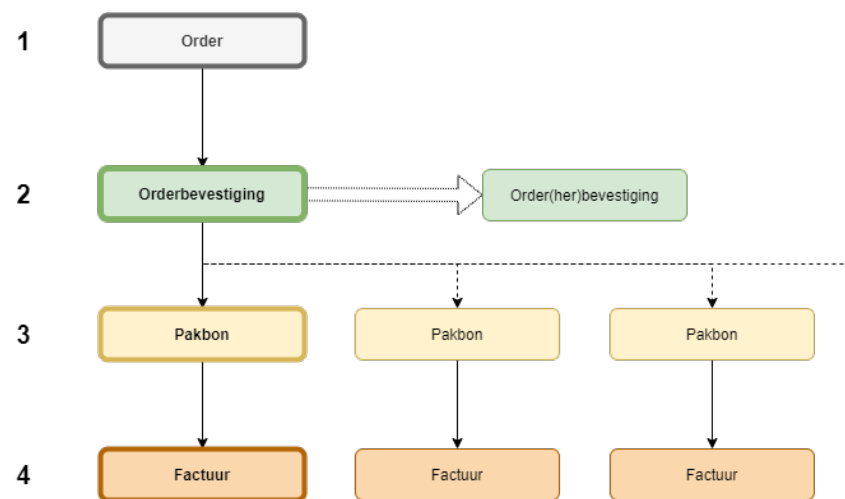 1
Order
2
Orderbevestiging
Order(her)bevestiging
3
Pakbon
Pakbon
Pakbon
4
Factuur
Factuur
Factuur